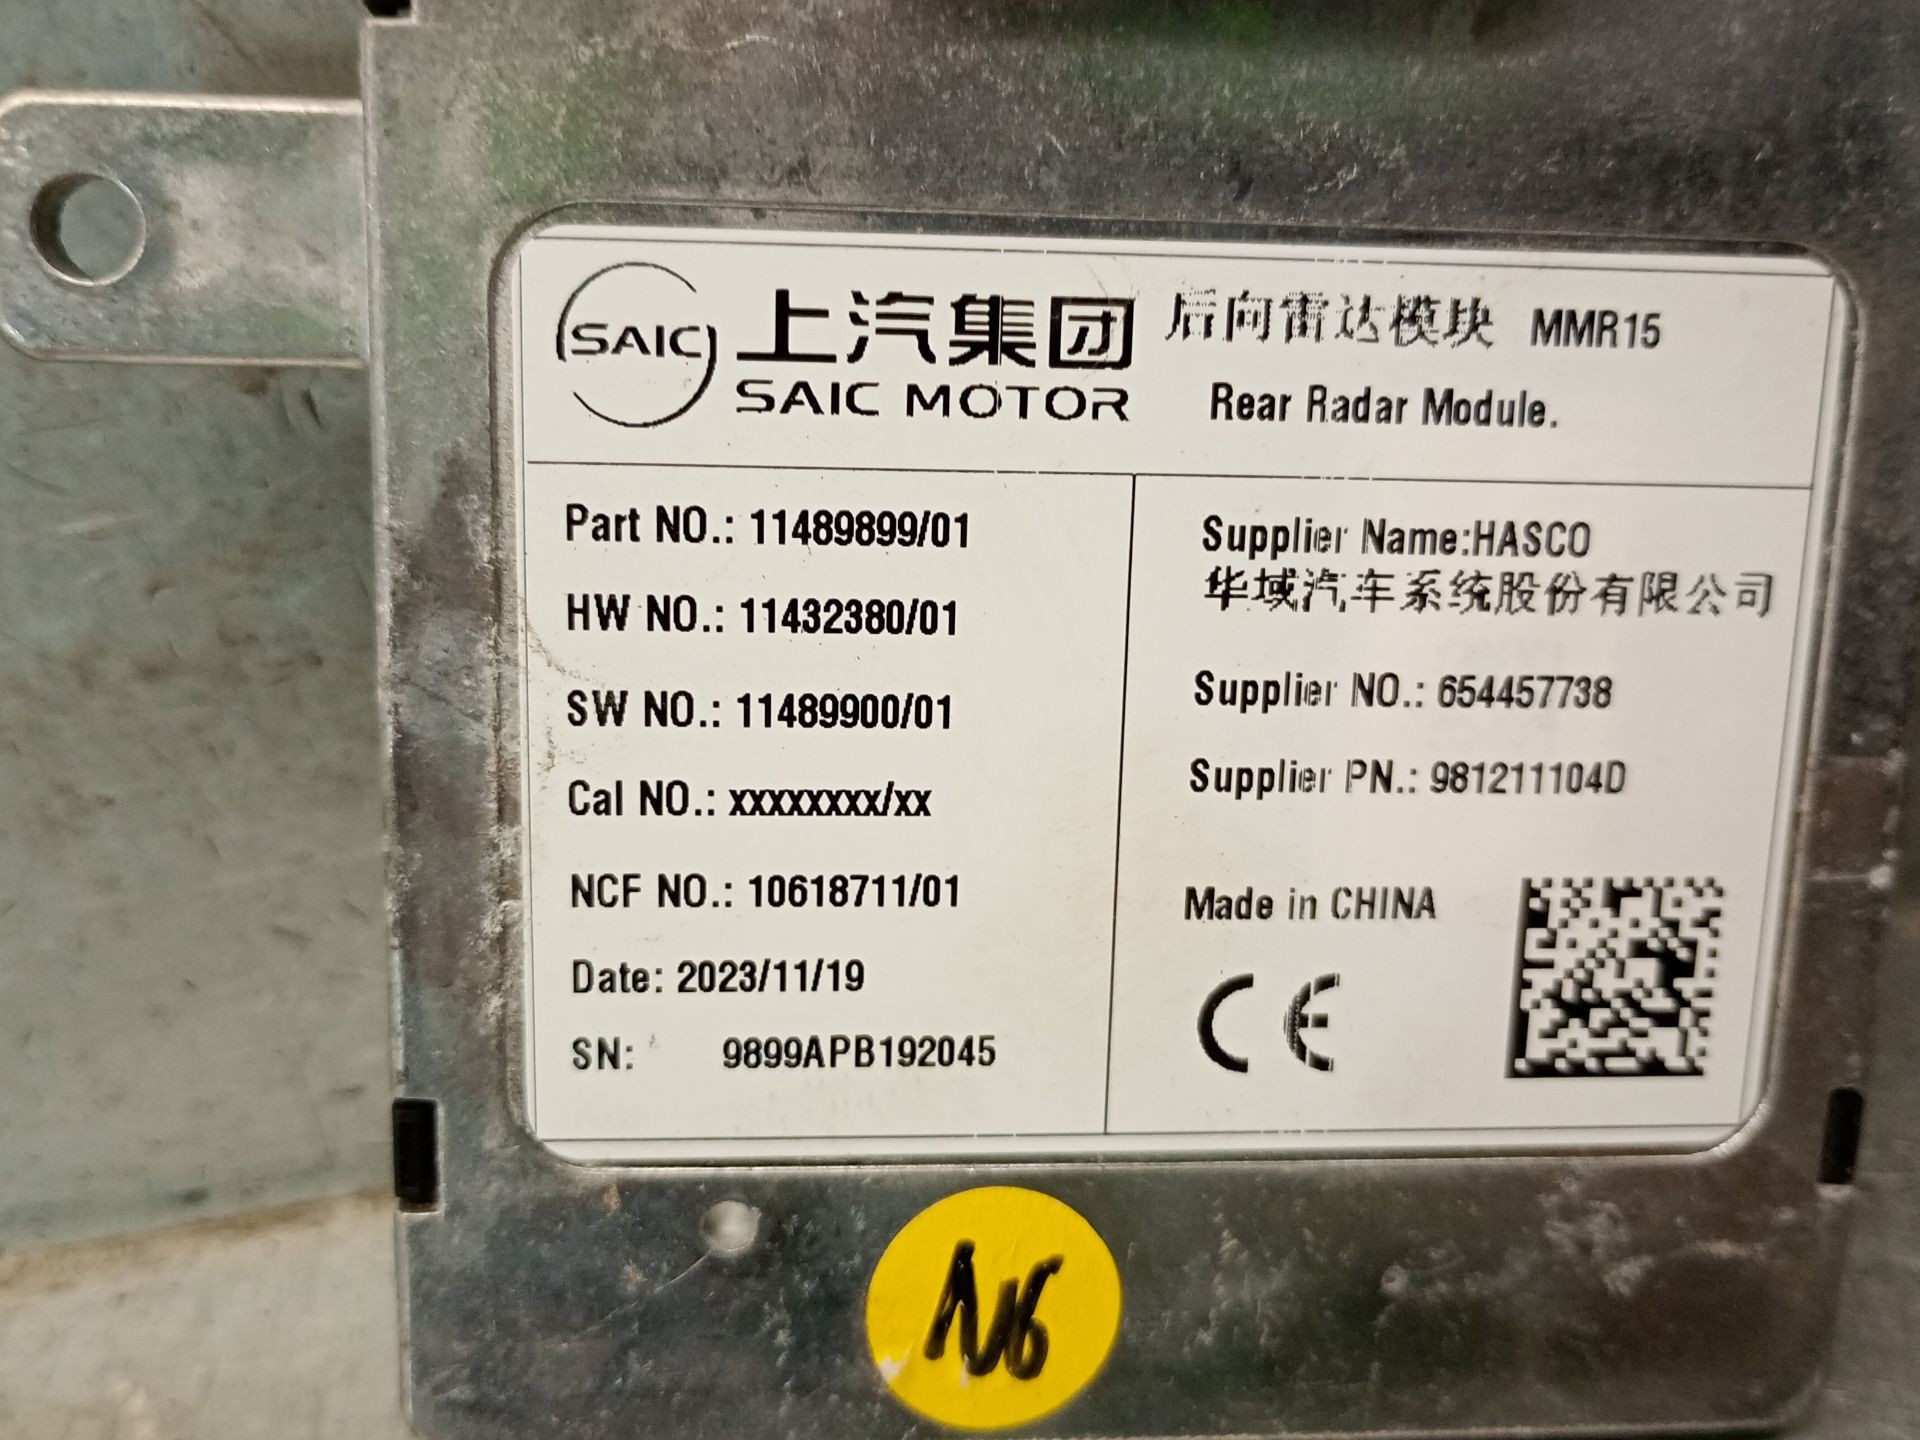 SAIC
上汽集团
SAIC MOTOR
后向雷达模块 MMR15
Rear Radar Module.
Part NO.: 11489899/01
HW NO.: 11432380/01
SW NO.: 11489900/01
Cal NO.: xxxxxxxx/xx
NCF NO.: 10618711/01
Date: 2023/11/19
SN: 9899APB192045
Supplier Name:HASCO
华域汽车系统股份有限公司
Supplier NO.: 654457738
Supplier PN.: 981211104D
Made in CHINA
CE